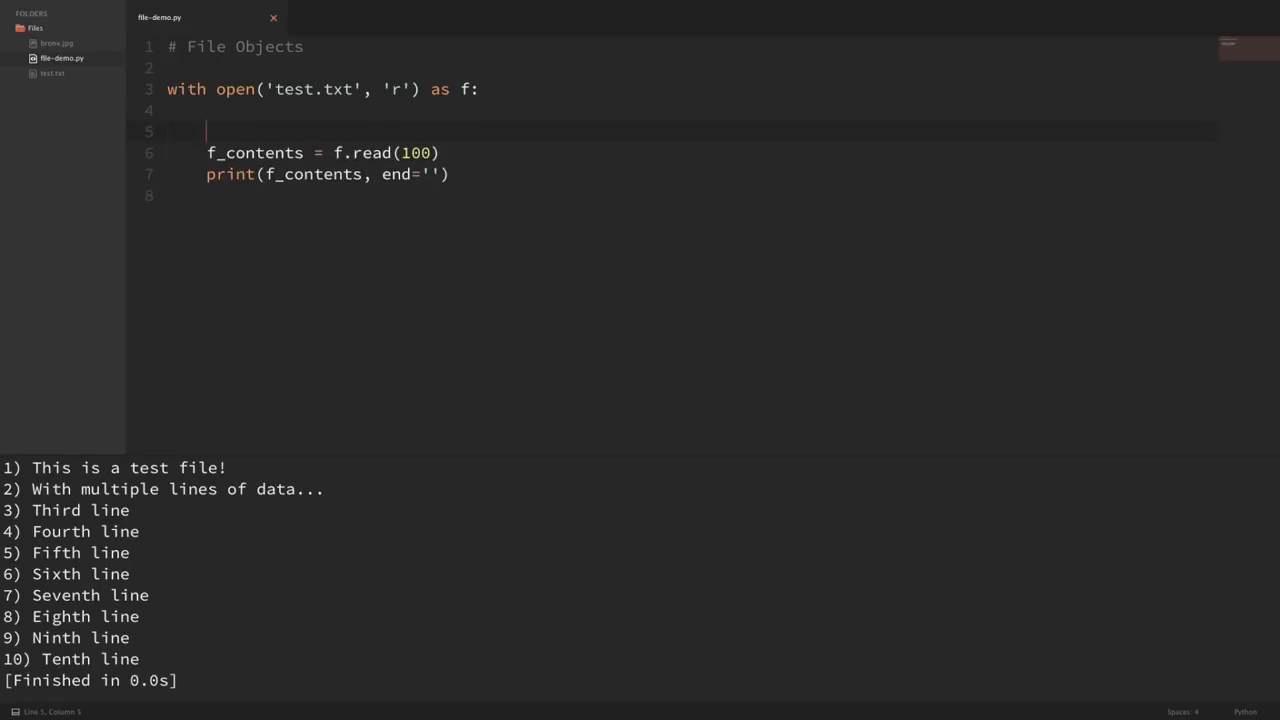 FOLDERS
Files
bronx.jpg
file-demo.py
test.txt
file-demo.py
1 # File Objects
2
3 with open('test.txt', 'r') as f:
4
5
6 f_contents = f.read(100)
7 print(f_contents, end='')
8
1) This is a test file!
2) With multiple lines of data...
3) Third line
4) Fourth line
5) Fifth line
6) Sixth line
7) Seventh line
8) Eighth line
9) Ninth line
10) Tenth line
[Finished in 0.0s]
Line 5, Column 5
Spaces: 4
Python